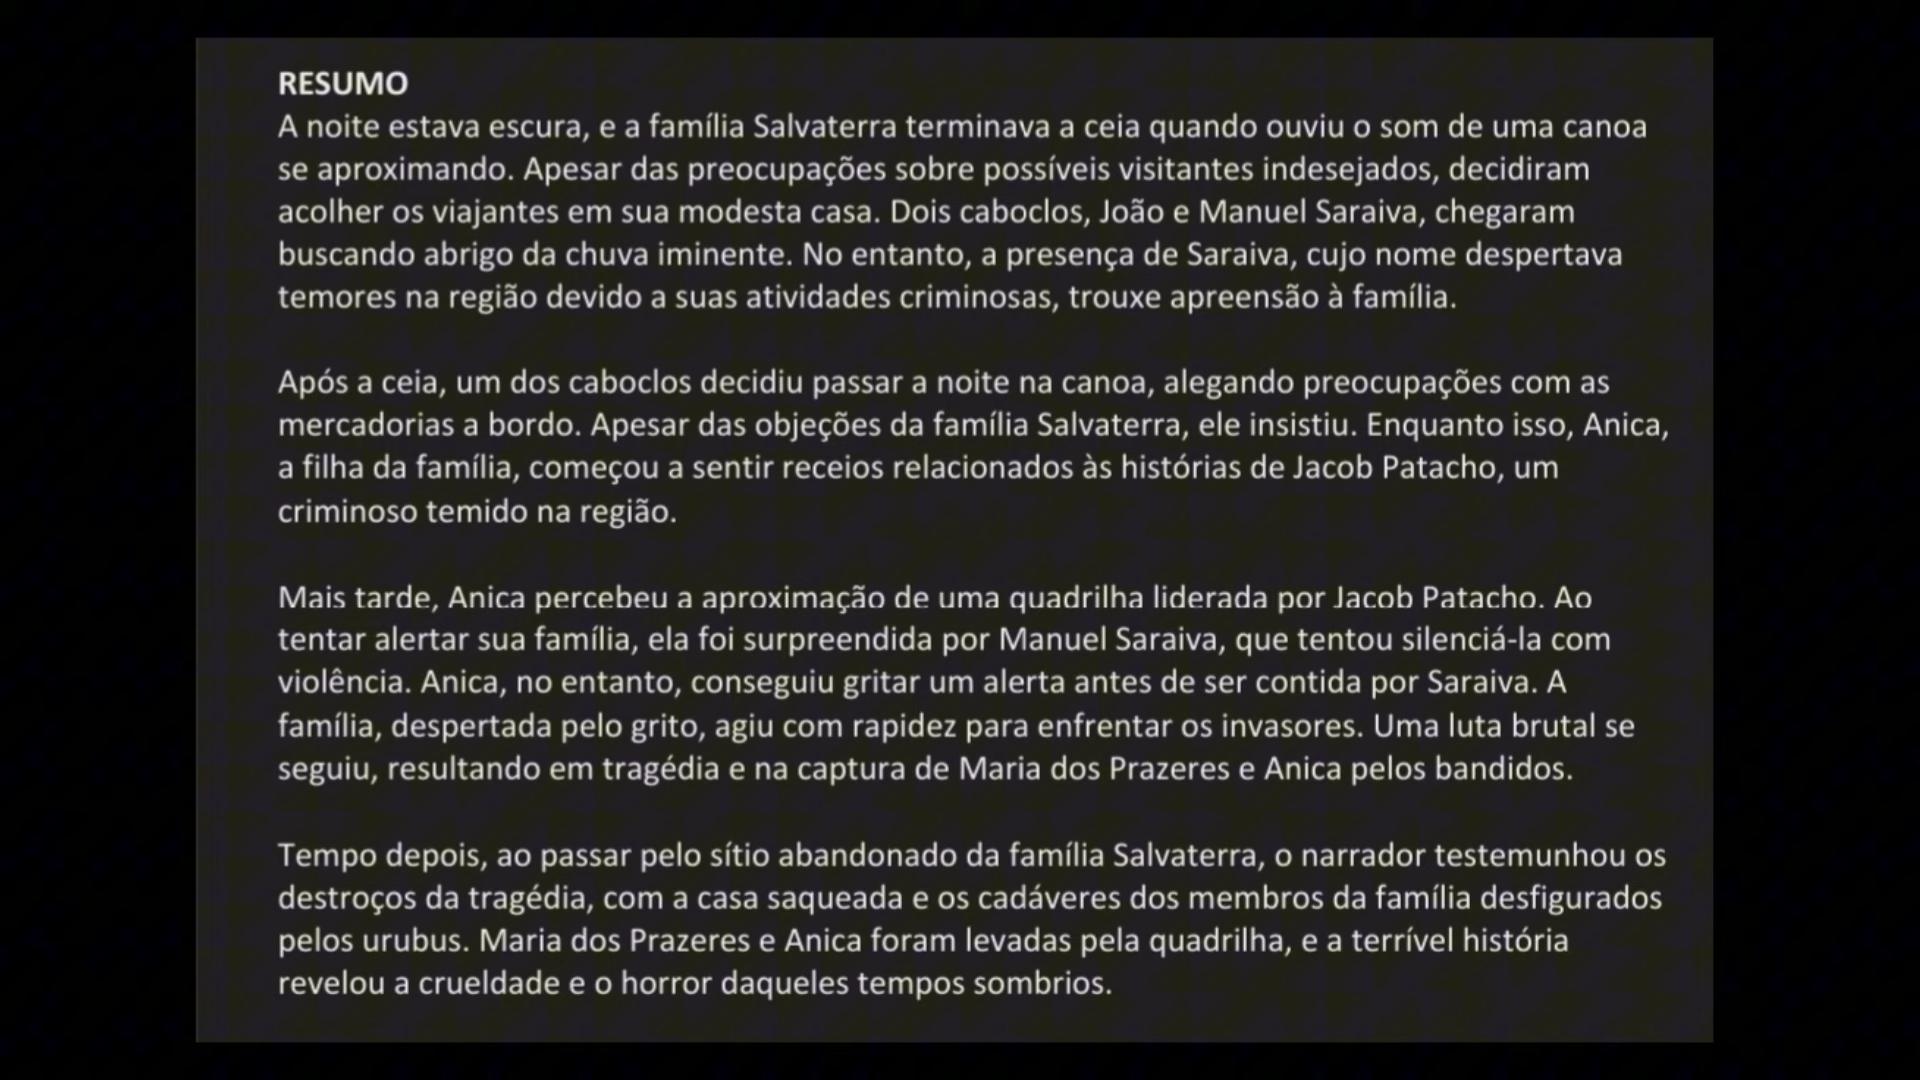 RESUMO
A noite estava escura, e a família Salvaterra terminava a ceia quando ouviu o som de uma canoa
se aproximando. Apesar das preocupações sobre possíveis visitantes indesejados, decidiram
acolher os viajantes em sua modesta casa. Dois caboclos, João e Manuel Saraiva, chegaram
buscando abrigo da chuva iminente. No entanto, a presença de Saraiva, cujo nome despertava
temores na região devido a suas atividades criminosas, trouxe apreensão à família.
Após a ceia, um dos caboclos decidiu passar a noite na canoa, alegando preocupações com as
mercadorias a bordo. Apesar das objeções da família Salvaterra, ele insistiu. Enquanto isso, Anica,
a filha da família, começou a sentir receios relacionados às histórias de Jacob Patacho, um
criminoso temido na região.
Mais tarde, Anica percebeu a aproximação de uma quadrilha liderada por Jacob Patacho. Ao
tentar alertar sua família, ela foi surpreendida por Manuel Saraiva, que tentou silenciá-la com
violência. Anica, no entanto, conseguiu gritar um alerta antes de ser contida por Saraiva. A
família, despertada pelo grito, agiu com rapidez para enfrentar os invasores. Uma luta brutal se
seguiu, resultando em tragédia e na captura de Maria dos Prazeres e Anica pelos bandidos.
Tempo depois, ao passar pelo sítio abandonado da família Salvaterra, o narrador testemunhou os
destroços da tragédia, com a casa saqueada e os cadáveres dos membros da família desfigurados
pelos urubus. Maria dos Prazeres e Anica foram levadas pela quadrilha, e a terrível história
revelou a crueldade e o horror daqueles tempos sombrios.